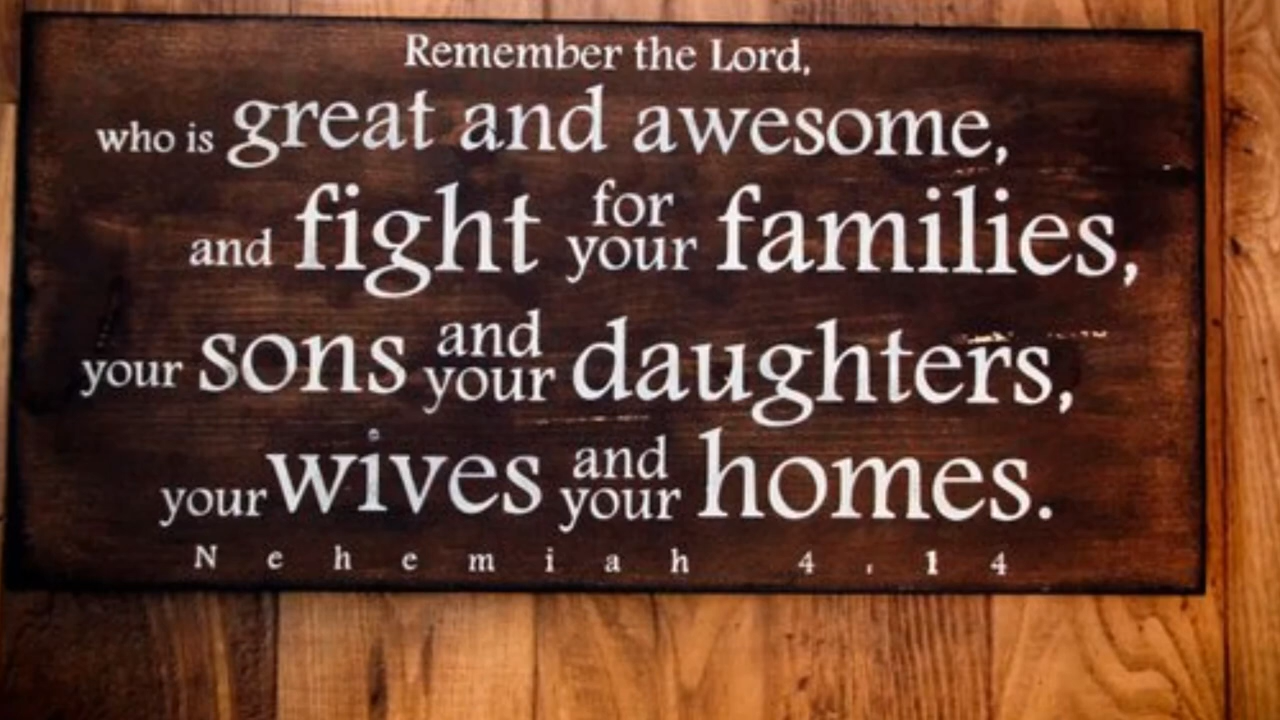 Remember the Lord,
who is great and awesome,
and fight for your families,
your sons and your daughters,
your wives and your homes.
Nehemiah 4.14